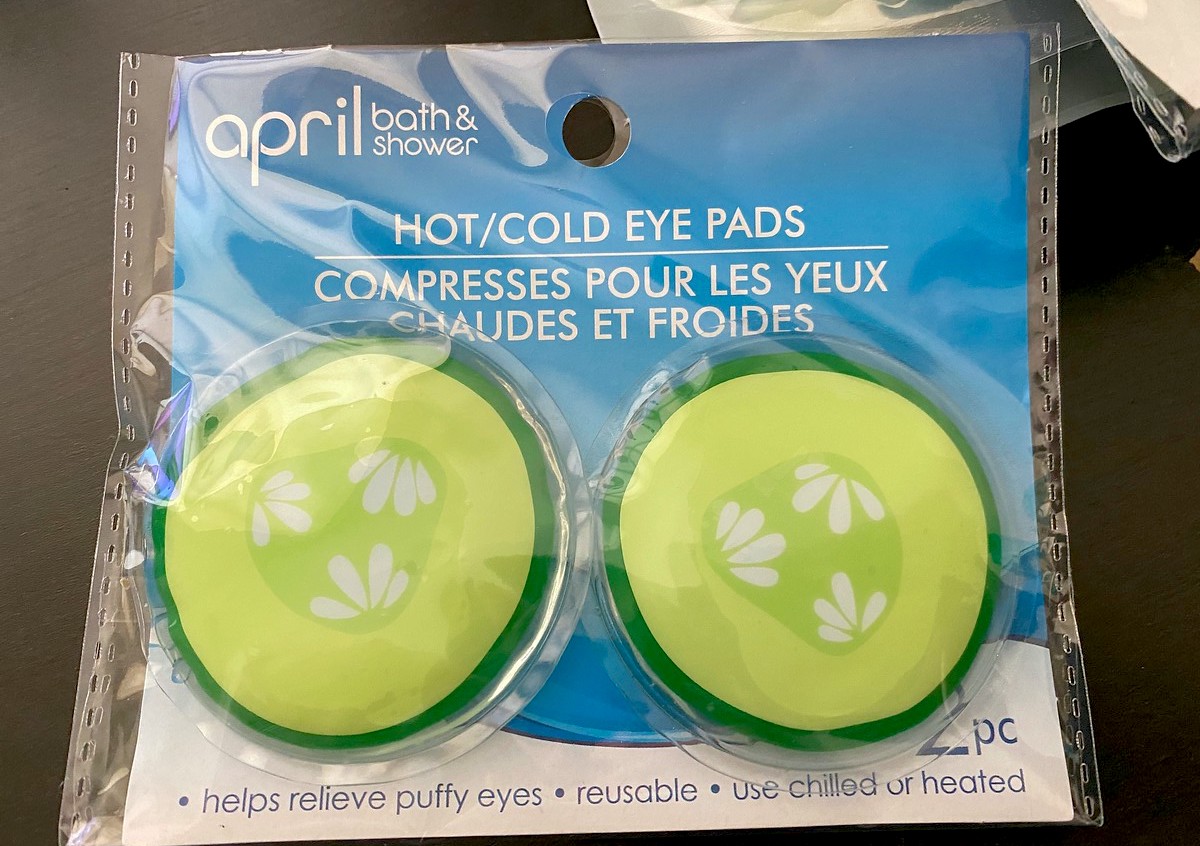 april bath &
shower
HOT/COLD EYE PADS
COMPRESSES POUR LES YEUX
CHAUDES ET FROIDES
2pc
• helps relieve puffy eyes • reusable • use chilled or heated